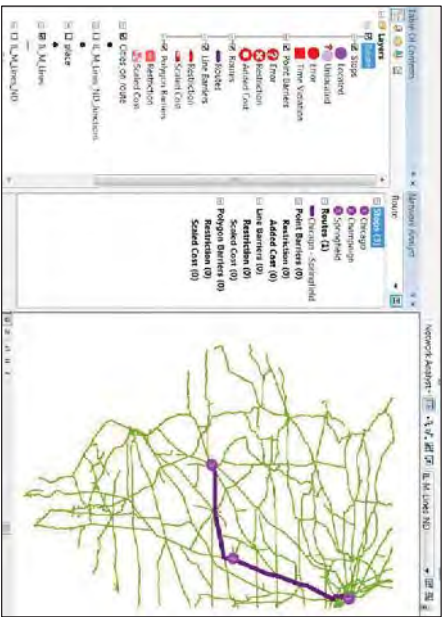 Table Of Contents
Layers
Route
Stops
Located
Unlocated
Error
Time Violation
Point Barriers
Error
Restriction
Added Cost
Routes
Routes
Line Barriers
Restriction
Scaled Cost
Polygon Barriers
Restriction
Scaled Cost
Cities on route
IL_M_Lines_ND_Junctions
place
IL_M_Lines
IL_M_Lines_ND
Network Analyst
Route
Stops (3)
Chicago
Champaign
Springfield
Routes (1)
Chicago - Springfield
Point Barriers (0)
Restriction (0)
Added Cost (0)
Line Barriers (0)
Restriction (0)
Scaled Cost (0)
Polygon Barriers (0)
Restriction (0)
Scaled Cost (0)
Network Analyst
IL_M_Lines_ND